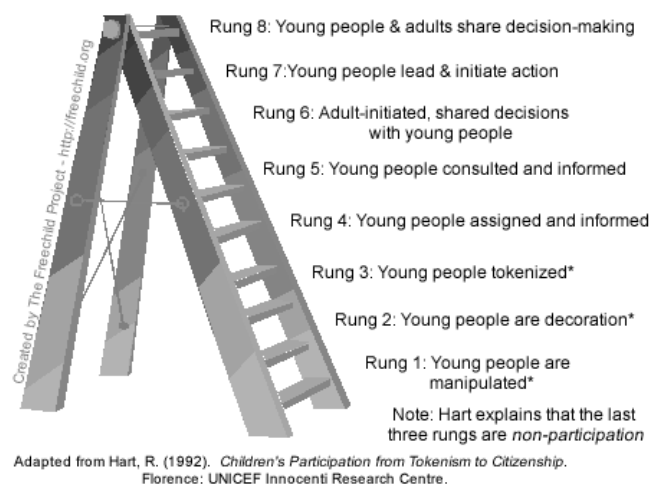 Rung 8: Young people & adults share decision-making
Rung 7:Young people lead & initiate action
Rung 6: Adult-initiated, shared decisions
with young people
Rung 5: Young people consulted and informed
Rung 4: Young people assigned and informed
Rung 3: Young people tokenized*
Rung 2: Young people are decoration*
Rung 1: Young people are
manipulated*
Note: Hart explains that the last
three rungs are non-participation
Created by The Freechild Project - http://freechild.org
Adapted from Hart, R. (1992). Children's Participation from Tokenism to Citizenship.
Florence: UNICEF Innocenti Research Centre.